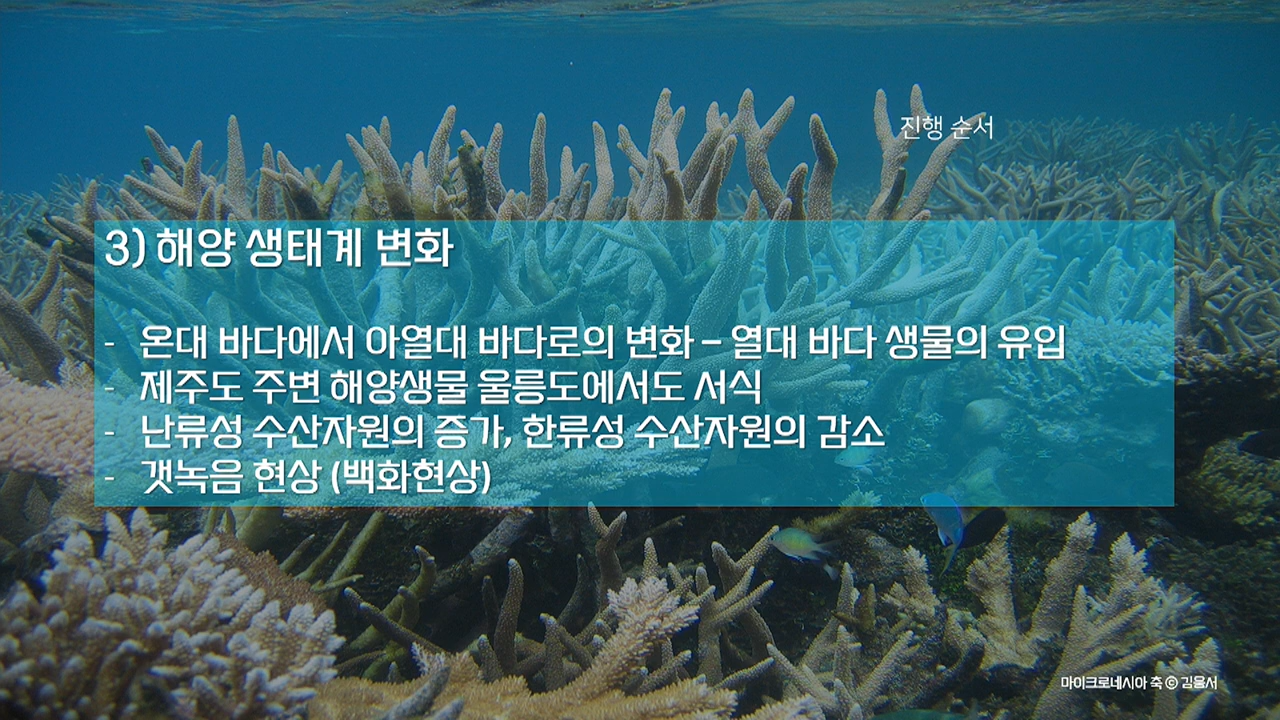 진행 순서
3) 해양 생태계 변화
- 온대 바다에서 아열대 바다로의 변화 – 열대 바다 생물의 유입
- 제주도 주변 해양생물 울릉도에서도 서식
- 난류성 수산자원의 증가, 한류성 수산자원의 감소
- 갯녹음 현상 (백화현상)
마이크로네시아 축 © 김웅서